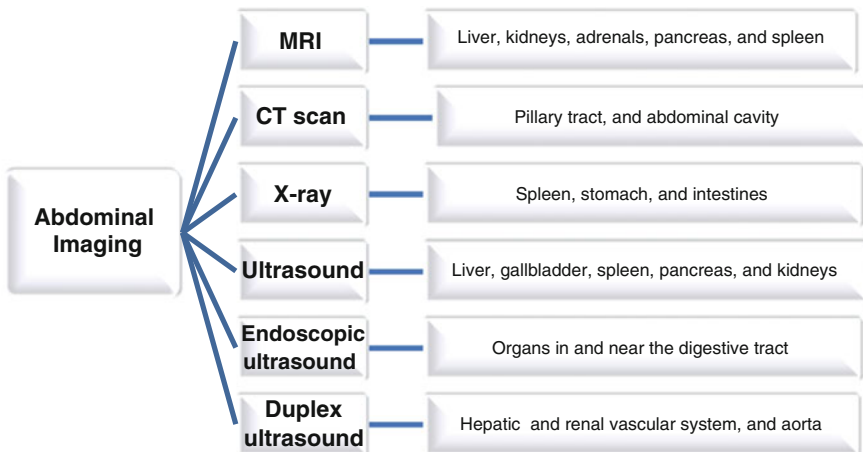 Abdominal
Imaging
MRI
Liver, kidneys, adrenals, pancreas, and spleen
CT scan
Pillary tract, and abdominal cavity
X-ray
Spleen, stomach, and intestines
Ultrasound
Liver, gallbladder, spleen, pancreas, and kidneys
Endoscopic
ultrasound
Organs in and near the digestive tract
Duplex
ultrasound
Hepatic and renal vascular system, and aorta